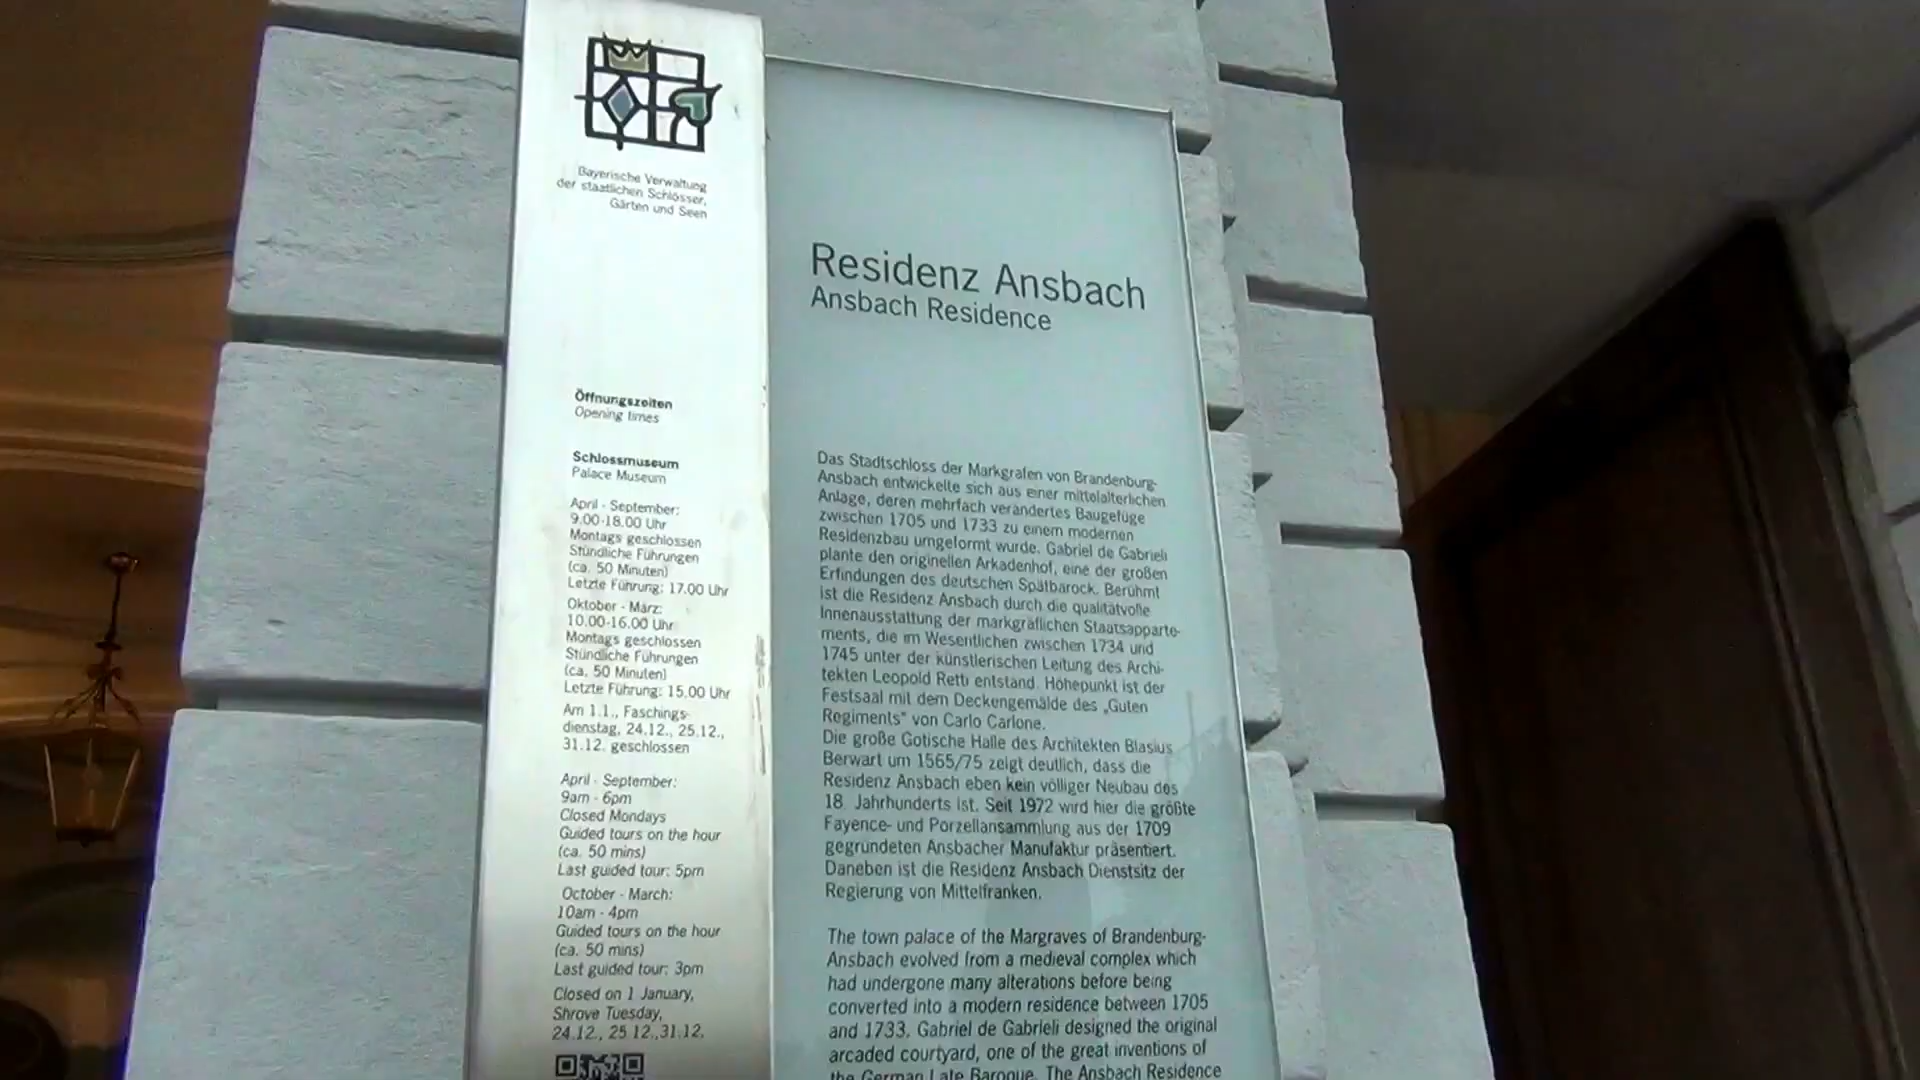 Bayerische Verwaltung
der staatlichen Schlösser,
Gärten und Seen
Öffnungszeiten
Opening times
Schlossmuseum
Palace Museum
April - September:
9.00-18.00 Uhr
Montags geschlossen
Stündliche Führungen
(ca. 50 Minuten)
Letzte Führung: 17.00 Uhr
Oktober - März:
10.00-16.00 Uhr
Montags geschlossen
Stündliche Führungen
(ca. 50 Minuten)
Letzte Führung: 15.00 Uhr
Am 1.1., Faschings-
dienstag, 24.12., 25.12.,
31.12. geschlossen
April - September:
9am - 6pm
Closed Mondays
Guided tours on the hour
(ca. 50 mins)
Last guided tour: 5pm
October - March:
10am - 4pm
Guided tours on the hour
(ca. 50 mins)
Last guided tour: 3pm
Closed on 1 January,
Shrove Tuesday,
24.12., 25.12.,31.12.
Residenz Ansbach
Ansbach Residence
Das Stadtschloss der Markgrafen von Brandenburg-
Ansbach entwickelte sich aus einer mittelalterlichen
Anlage, deren mehrfach verändertes Baugefüge
zwischen 1705 und 1733 zu einem modernen
Residenzbau umgeformt wurde. Gabriel de Gabrieli
plante den originellen Arkadenhof, eine der großen
Erfindungen des deutschen Spätbarock. Berühmt
ist die Residenz Ansbach durch die qualitätvolle
Innenausstattung der markgräflichen Staatsapparte-
ments, die im Wesentlichen zwischen 1734 und
1745 unter der künstlerischen Leitung des Archi-
tekten Leopold Retti entstand. Höhepunkt ist der
Festsaal mit dem Deckengemälde des „Guten
Regiments“ von Carlo Carlone.
Die große Gotische Halle des Architekten Blasius
Berwart um 1565/75 zeigt deutlich, dass die
Residenz Ansbach eben kein völliger Neubau des
18. Jahrhunderts ist. Seit 1972 wird hier die größte
Fayence- und Porzellansammlung aus der 1709
gegründeten Ansbacher Manufaktur präsentiert.
Daneben ist die Residenz Ansbach Dienstsitz der
Regierung von Mittelfranken.
The town palace of the Margraves of Brandenburg-
Ansbach evolved from a medieval complex which
had undergone many alterations before being
converted into a modern residence between 1705
and 1733. Gabriel de Gabrieli designed the original
arcaded courtyard, one of the great inventions of
the German Late Baroque. The Ansbach Residence